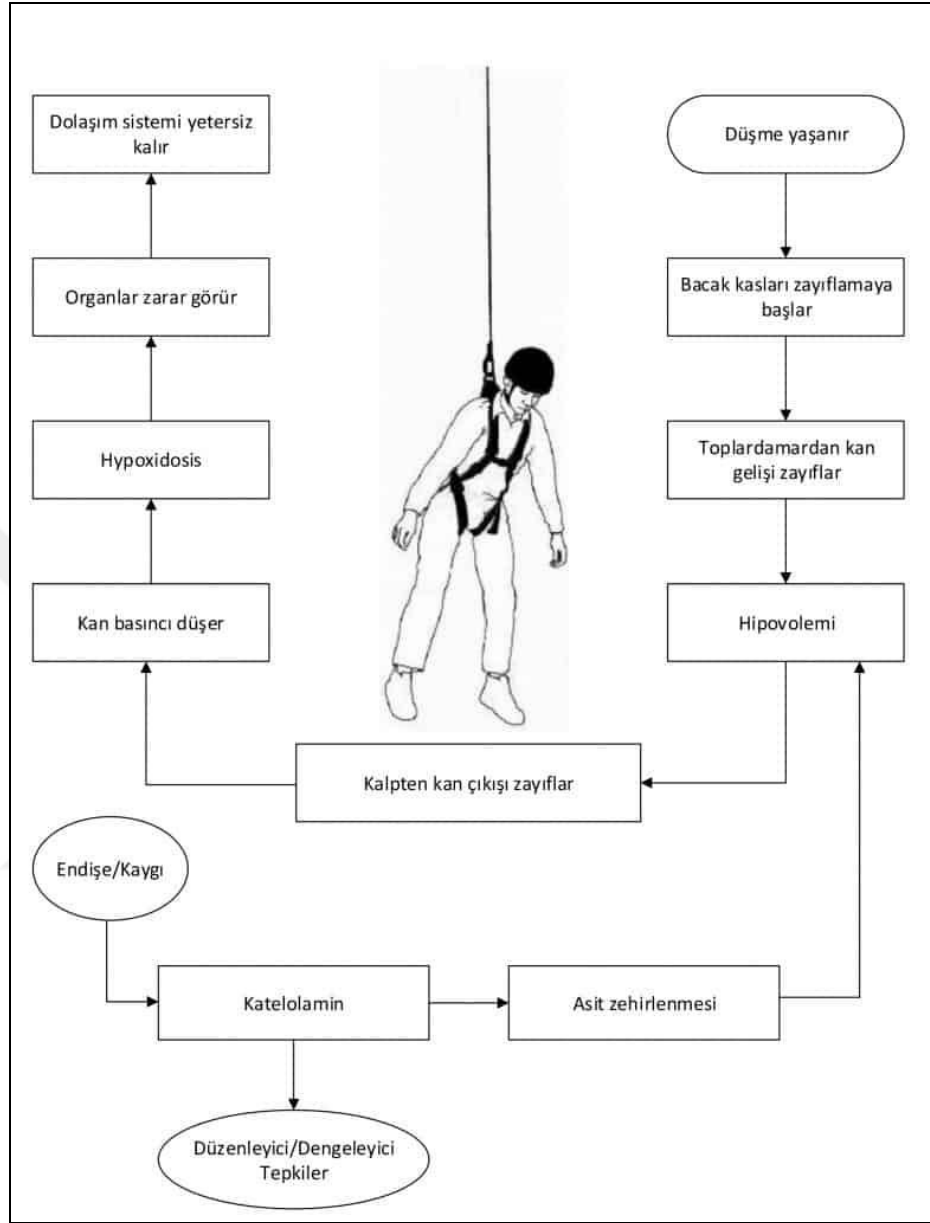 Dolaşım sistemi yetersiz
kalır
Düşme yaşanır
Organlar zarar görür
Bacak kasları zayıflamaya
başlar
Hypoxidosis
Toplardamardan kan
gelişi zayıflar
Kan basıncı düşer
Hipovolemi
Kalpten kan çıkışı zayıflar
Endişe/Kaygı
Katelolamin
Asit zehirlenmesi
Düzenleyici/Dengeleyici
Tepkiler